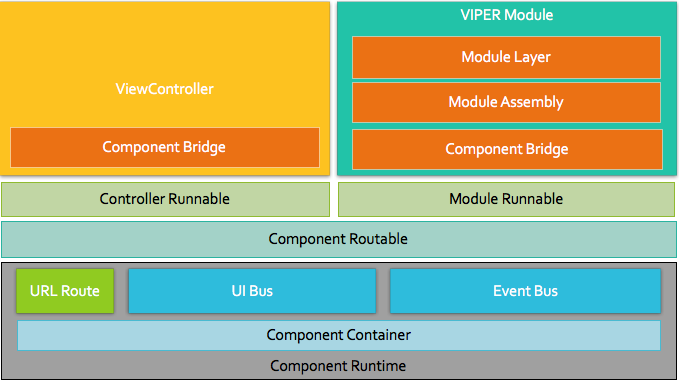 VIPER Module
Module Layer
ViewController
Module Assembly
Component Bridge
Component Bridge
Controller Runnable
Module Runnable
Component Routable
URL Route
UI Bus
Event Bus
Component Container
Component Runtime